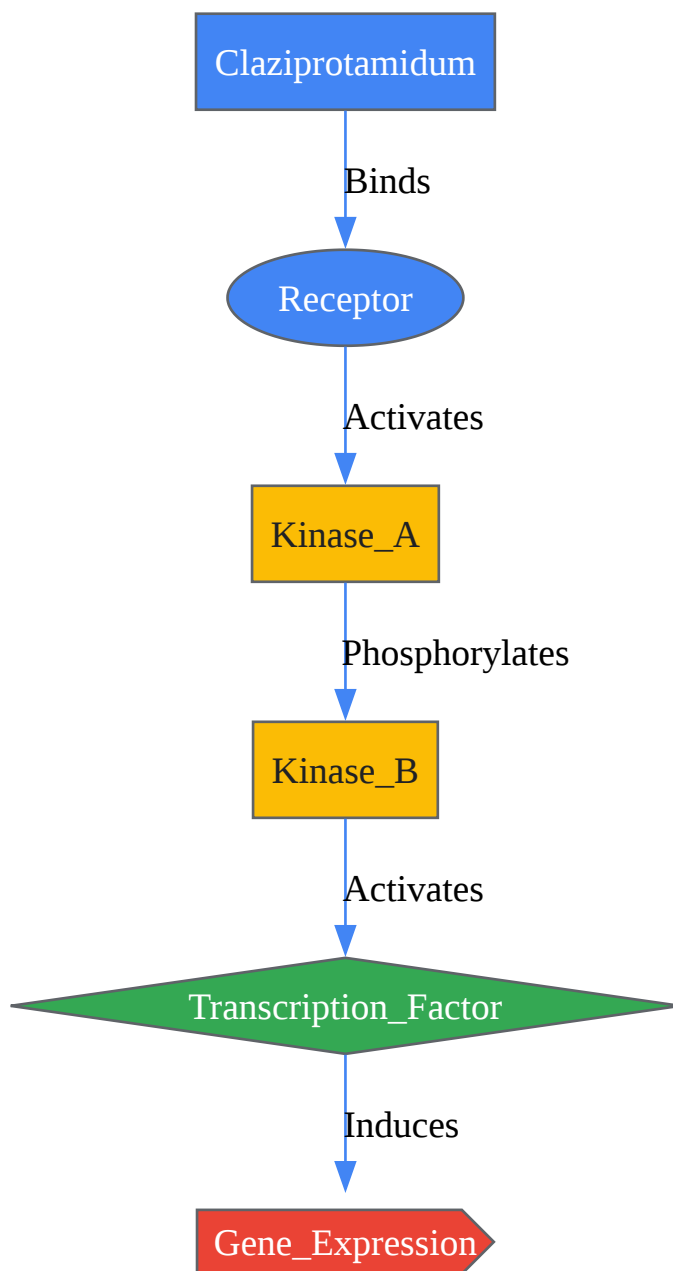 Claziprotamidum
Binds
Receptor
Activates
Kinase_A
Phosphorylates
Kinase_B
Activates
Transcription_Factor
Induces
Gene_Expression